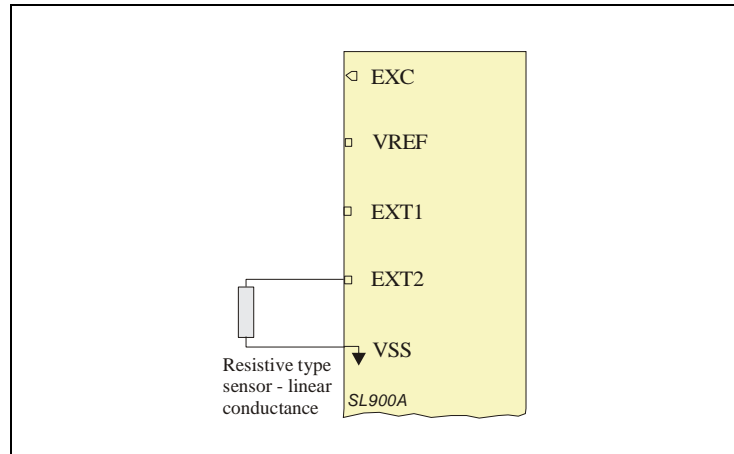 EXC
VREF
EXT1
EXT2
VSS
Resistive type
sensor - linear
conductance
SL900A